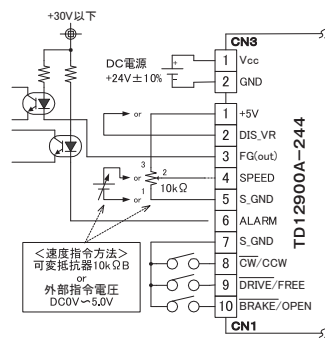 +30V以下
CN3
DC電源
+24V±10%
+
-
1 Vcc
2 GND
1 +5V
2 DIS_VR
3 FG(out)
4 SPEED
5 S_GND
6 ALARM
7 S_GND
8 CW/CCW
9 DRIVE/FREE
10 BRAKE/OPEN
CN1
TD12900A-244
or
or
or
3
2
1
10kΩ
<速度指令方法>
可変抵抗器10kΩB
or
外部指令電圧
DC0V～5.0V